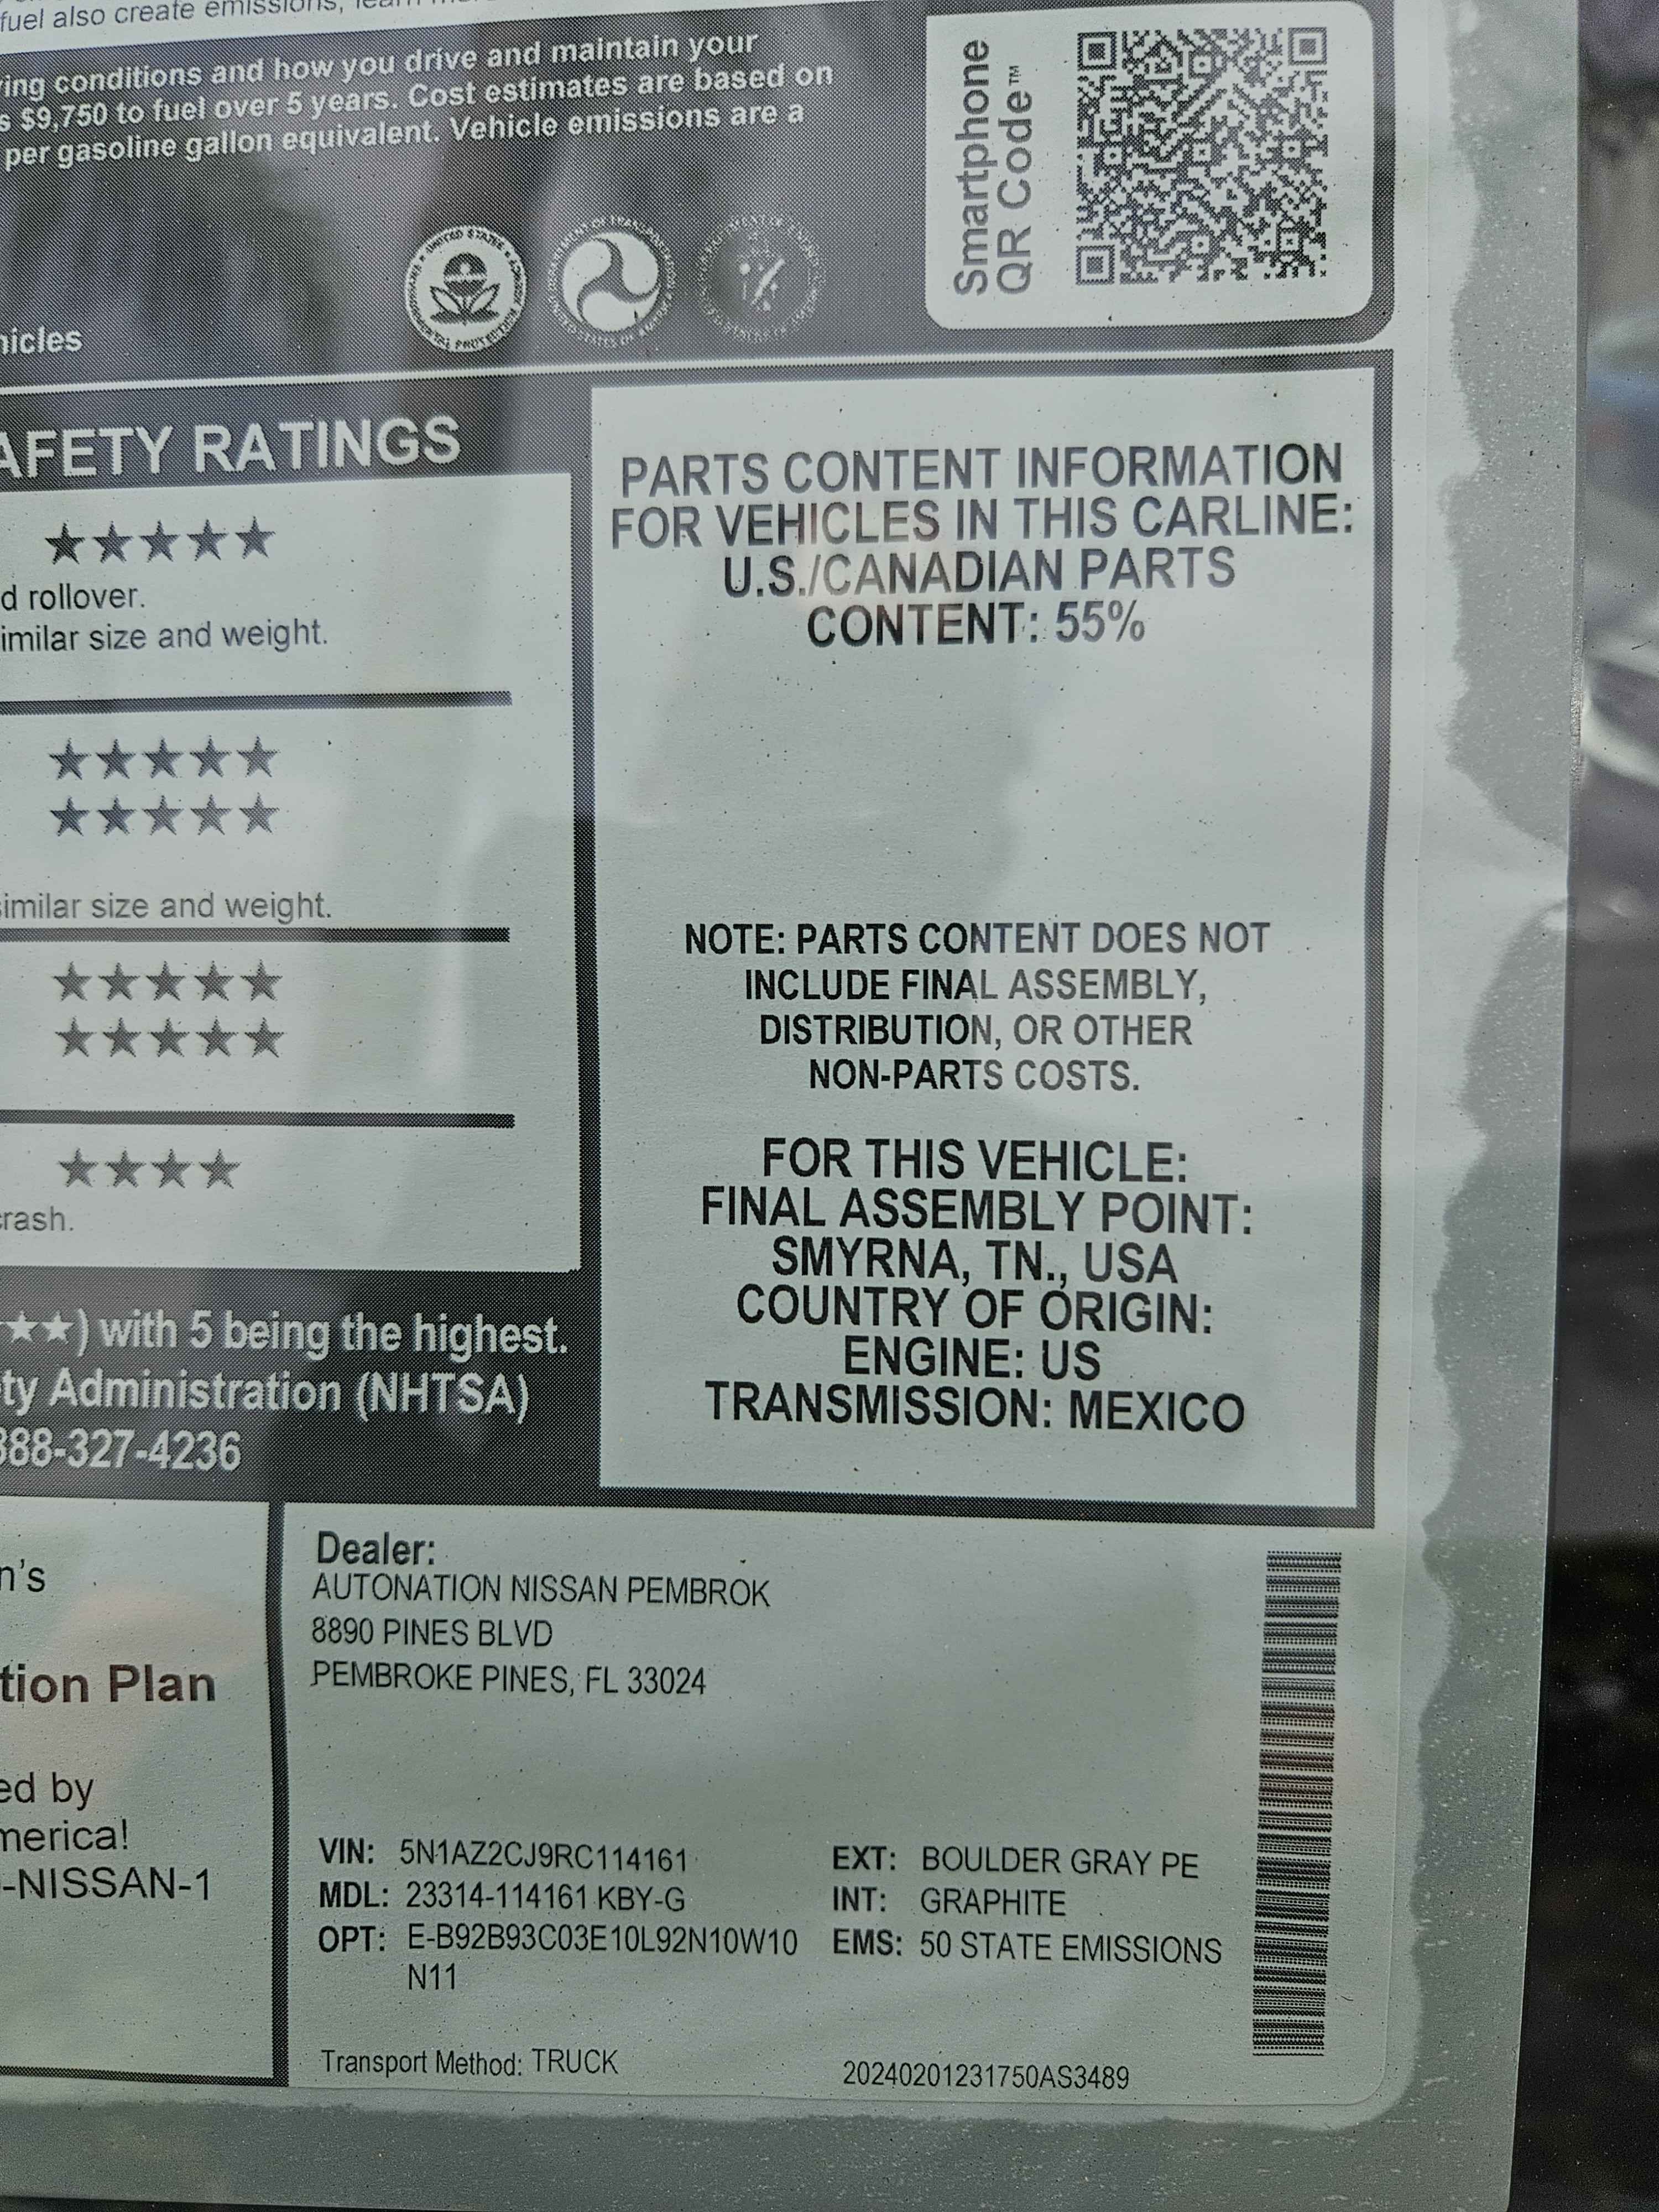 fuel also create emissions,
ing conditions and how you drive and maintain your
s $9,750 to fuel over 5 years. Cost estimates are based on
per gasoline gallon equivalent. Vehicle emissions are a
Smartphone
QR Code™
hicles
AFETY RATINGS
★★★★★
d rollover.
imilar size and weight.
★★★★★
★★★★★
similar size and weight.
★★★★★
★★★★★
★★★★
crash.
★★) with 5 being the highest.
ty Administration (NHTSA)
888-327-4236
PARTS CONTENT INFORMATION
FOR VEHICLES IN THIS CARLINE:
U.S./CANADIAN PARTS
CONTENT: 55%
NOTE: PARTS CONTENT DOES NOT
INCLUDE FINAL ASSEMBLY,
DISTRIBUTION, OR OTHER
NON-PARTS COSTS.
FOR THIS VEHICLE:
FINAL ASSEMBLY POINT:
SMYRNA, TN., USA
COUNTRY OF ORIGIN:
ENGINE: US
TRANSMISSION: MEXICO
n's
tion Plan
ed by
merica!
-NISSAN-1
Dealer:
AUTONATION NISSAN PEMBROK
8890 PINES BLVD
PEMBROKE PINES, FL 33024
VIN: 5N1AZ2CJ9RC114161
MDL: 23314-114161 KBY-G
OPT: E-B92B93C03E10L92N10W10
N11
EXT: BOULDER GRAY PE
INT: GRAPHITE
EMS: 50 STATE EMISSIONS
Transport Method: TRUCK
20240201231750AS3489